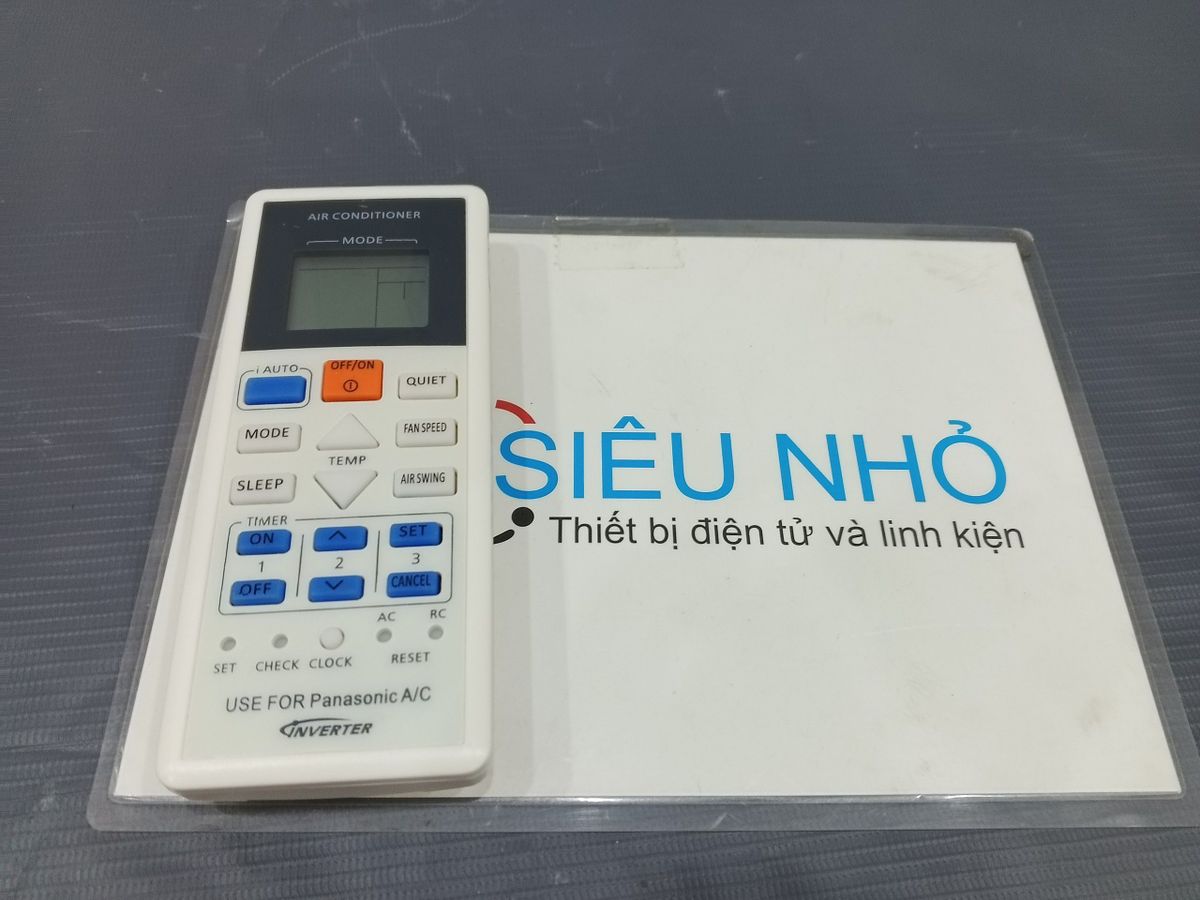 AIR CONDITIONER
MODE
i AUTO
OFF/ON
QUIET
MODE
FAN SPEED
TEMP
SLEEP
AIR SWING
TIMER
ON
SET
1
2
3
OFF
CANCEL
AC
RC
SET
CHECK
CLOCK
RESET
USE FOR Panasonic A/C
INVERTER
SIÊU NHỎ
Thiết bị điện tử và linh kiện